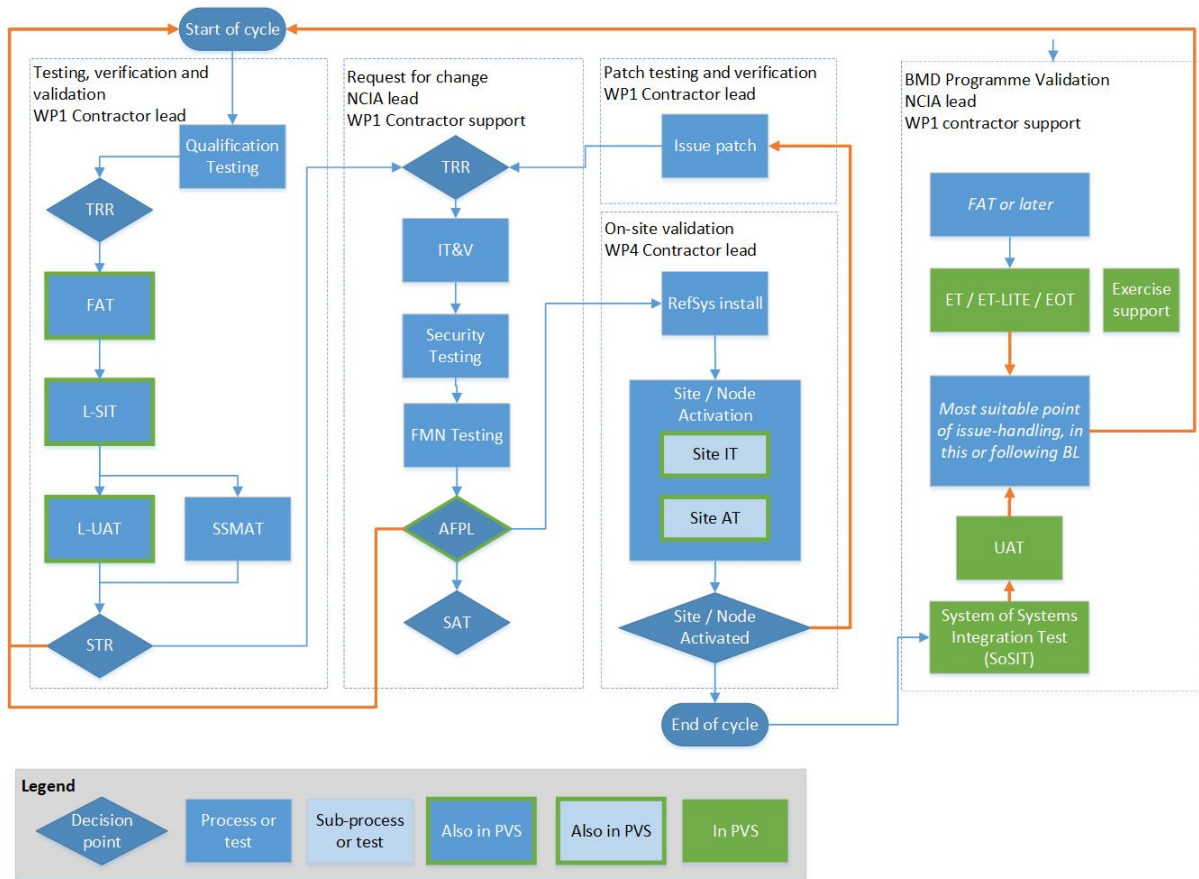 Start of cycle
Testing, verification and
validation
WP1 Contractor lead
Qualification
Testing
TRR
FAT
L-SIT
L-UAT
SSMAT
STR
Request for change
NCIA lead
WP1 Contractor support
TRR
IT&V
Security
Testing
FMN Testing
AFPL
SAT
Patch testing and verification
WP1 Contractor lead
Issue patch
On-site validation
WP4 Contractor lead
RefSys install
Site / Node
Activation
Site IT
Site AT
Site / Node
Activated
End of cycle
BMD Programme Validation
NCIA lead
WP1 contractor support
FAT or later
ET / ET-LITE / EOT
Exercise
support
Most suitable point
of issue-handling, in
this or following BL
UAT
System of Systems
Integration Test
(SoSIT)
Legend
Decision
point
Process or
test
Sub-process
or test
Also in PVS
Also in PVS
In PVS